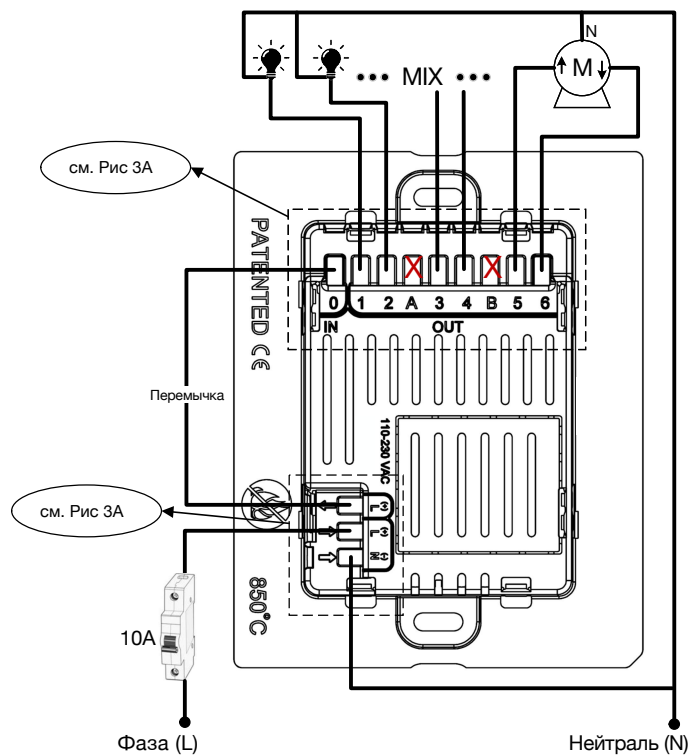 N
MIX
M
см. Рис 3А
PATENTED CE
0 1 2 A 3 4 B 5 6
IN OUT
Перемычка
110-230 VAC
L
L
N
см. Рис 3А
850°C
10A
Фаза (L)
Нейтраль (N)